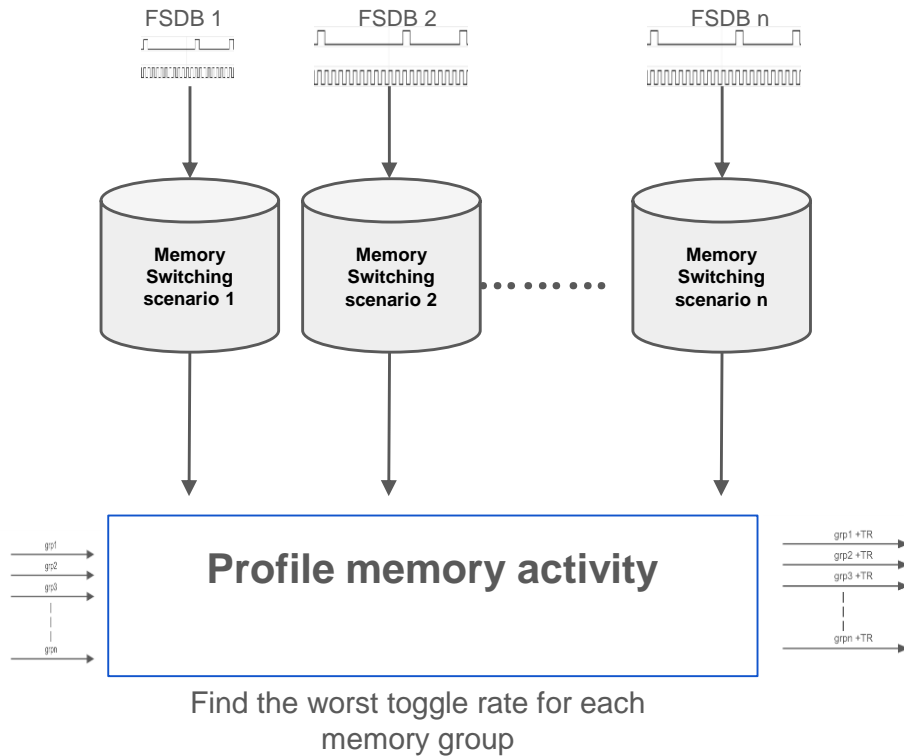 FSDB 1
FSDB 2
FSDB n
Memory
Switching
scenario 1
Memory
Switching
scenario 2
Memory
Switching
scenario n
grp1
grp2
grp3
grpn
Profile memory activity
grp1 +TR
grp2 +TR
grp3 +TR
grpn +TR
Find the worst toggle rate for each
memory group